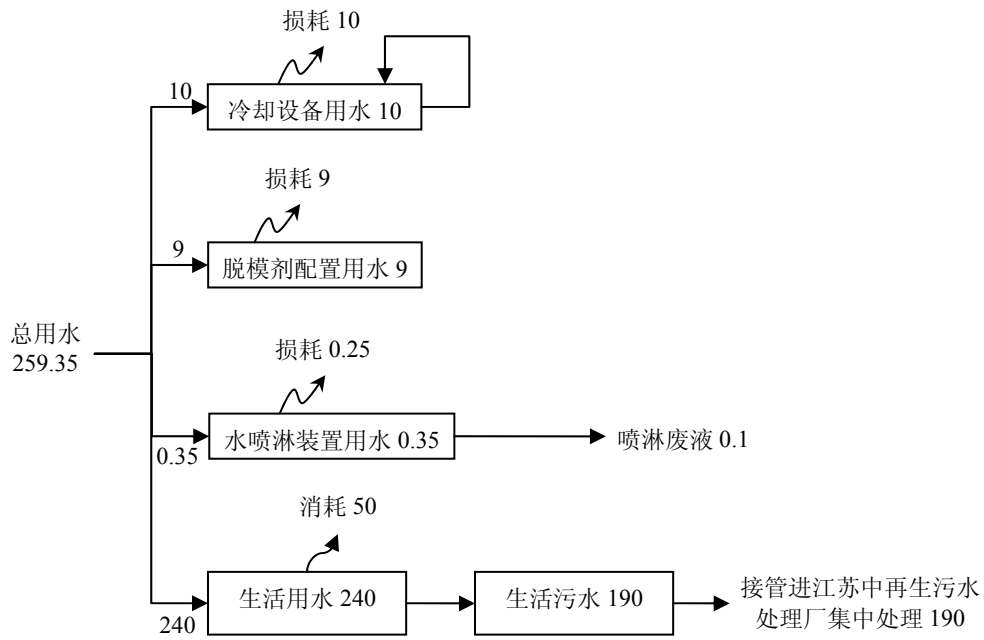 损耗 10
10
冷却设备用水 10
损耗 9
9
脱模剂配置用水 9
总用水
259.35
损耗 0.25
0.35
水喷淋装置用水 0.35
喷淋废液 0.1
消耗 50
240
生活用水 240
生活污水 190
接管进江苏中再生污水
处理厂集中处理 190